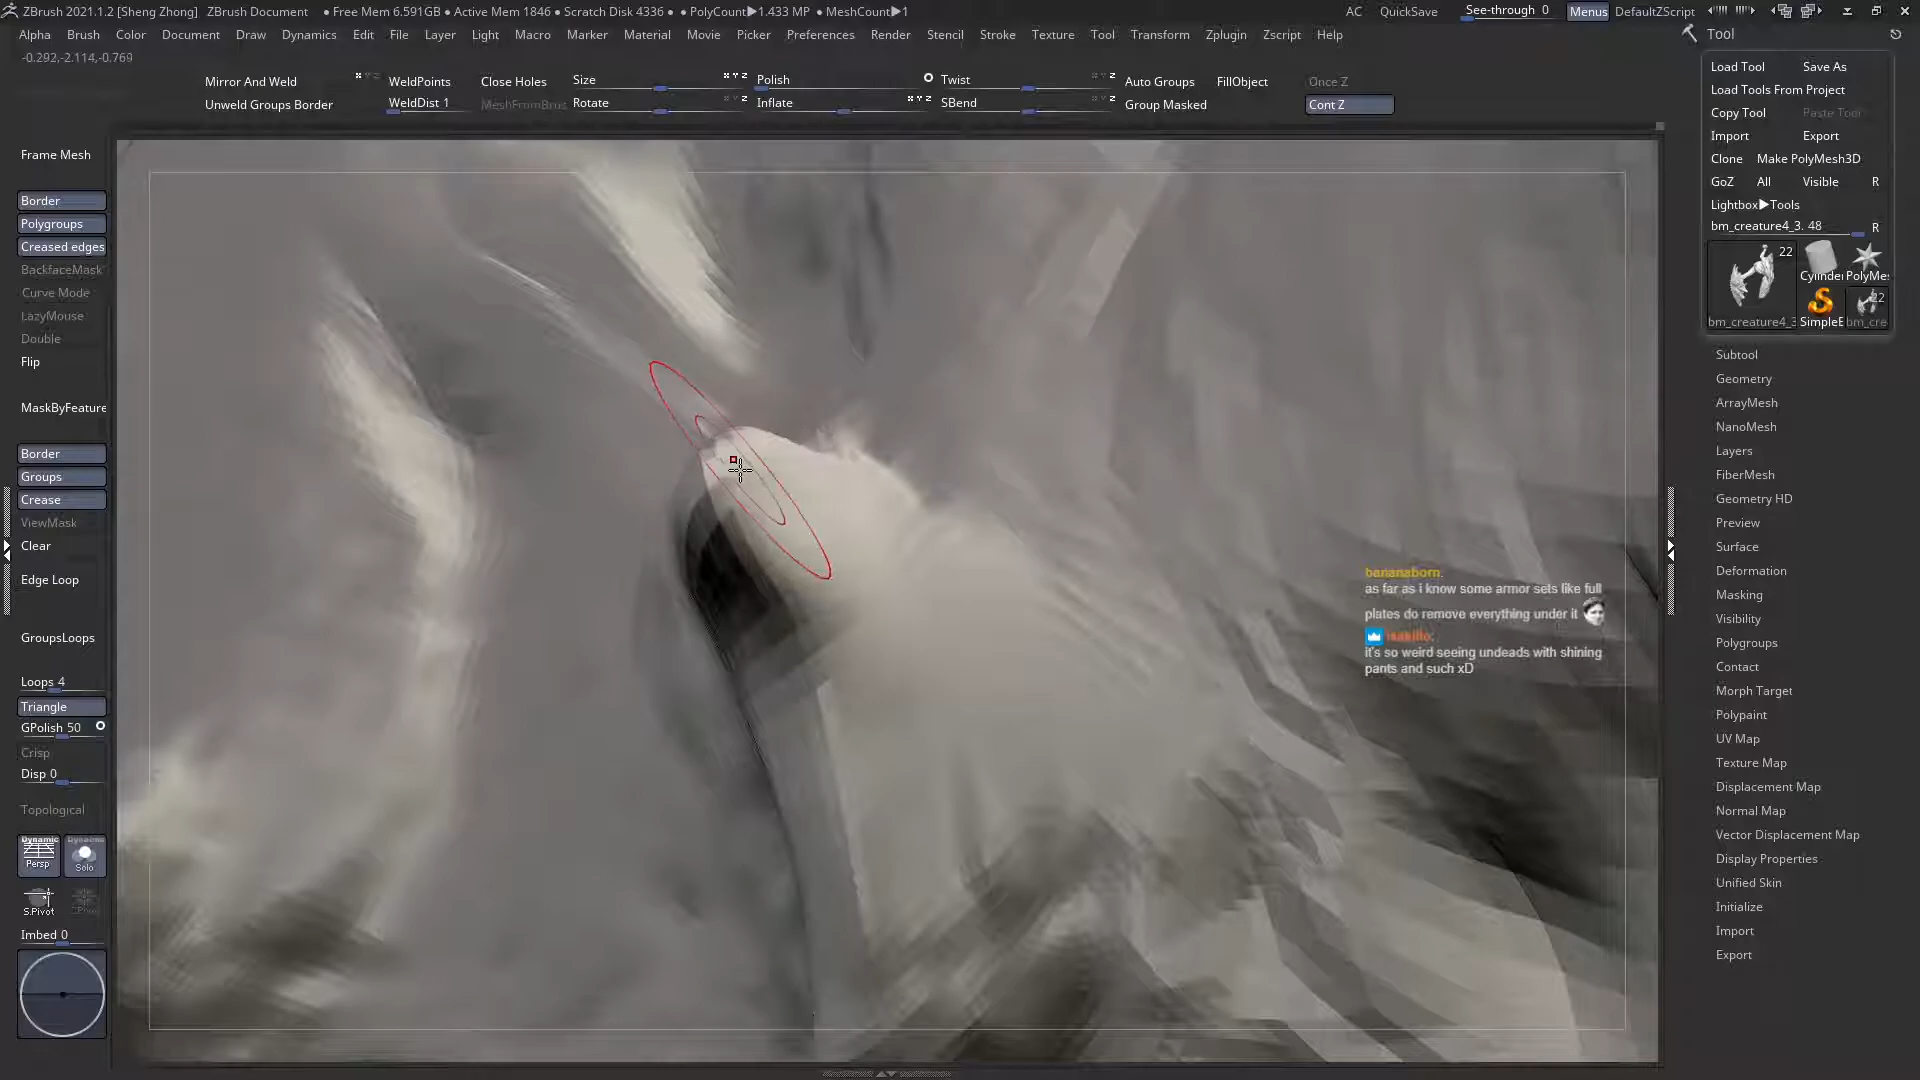 ZBrush 2021.1.2 [Sheng Zhong] ZBrush Document ● Free Mem 6.591GB ● Active Mem 1846 ● Scratch Disk 4336 ● ● PolyCount▶1.433 MP ● MeshCount▶1 AC QuickSave See-through 0 Menus DefaultZScript
Alpha Brush Color Document Draw Dynamics Edit File Layer Light Macro Marker Material Movie Picker Preferences Render Stencil Stroke Texture Tool Transform Zplugin Zscript Help
-0.292,-2.114,-0.769
Mirror And Weld WeldPoints Close Holes Size Polish Twist Auto Groups FillObject Once Z
Unweld Groups Border WeldDist 1 MeshFromBrus Rotate Inflate SBend Group Masked Cont Z
Frame Mesh
Border
Polygroups
Creased edges
BackfaceMask
Curve Mode
LazyMouse
Double
Flip
MaskByFeature
Border
Groups
Crease
ViewMask
Clear
Edge Loop
GroupsLoops
Loops 4
Triangle
GPolish 50
Crisp
Disp 0
Topological
Dynamic
Persp
Dynamic
Solo
S.Pivot
Imbed 0
bananaborn:
as far as i know some armor sets like full
plates do remove everything under it
it's so weird seeing undeads with shining
pants and such xD
Tool
Load Tool Save As
Load Tools From Project
Copy Tool Paste Tool
Import Export
Clone Make PolyMesh3D
GoZ All Visible R
Lightbox▶Tools
bm_creature4_3. 48 R
22
Cylinder PolyMes
22
bm_creature4_3 SimpleE bm_cre
Subtool
Geometry
ArrayMesh
NanoMesh
Layers
FiberMesh
Geometry HD
Preview
Surface
Deformation
Masking
Visibility
Polygroups
Contact
Morph Target
Polypaint
UV Map
Texture Map
Displacement Map
Normal Map
Vector Displacement Map
Display Properties
Unified Skin
Initialize
Import
Export